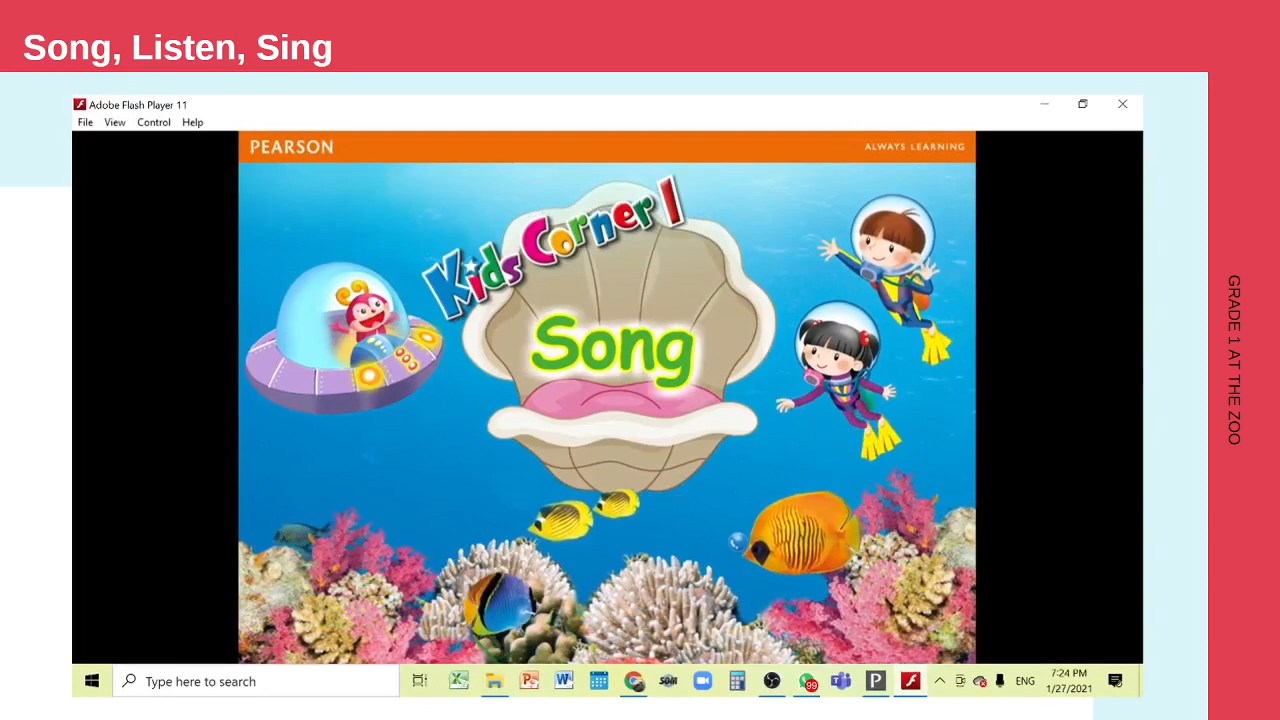 Song, Listen, Sing
Adobe Flash Player 11
File View Control Help
PEARSON
ALWAYS LEARNING
Kids Corner 1
Song
GRADE 1 AT THE ZOO
Type here to search
99
ENG
7:24 PM
1/27/2021